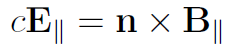 cE∥ = n × B∥